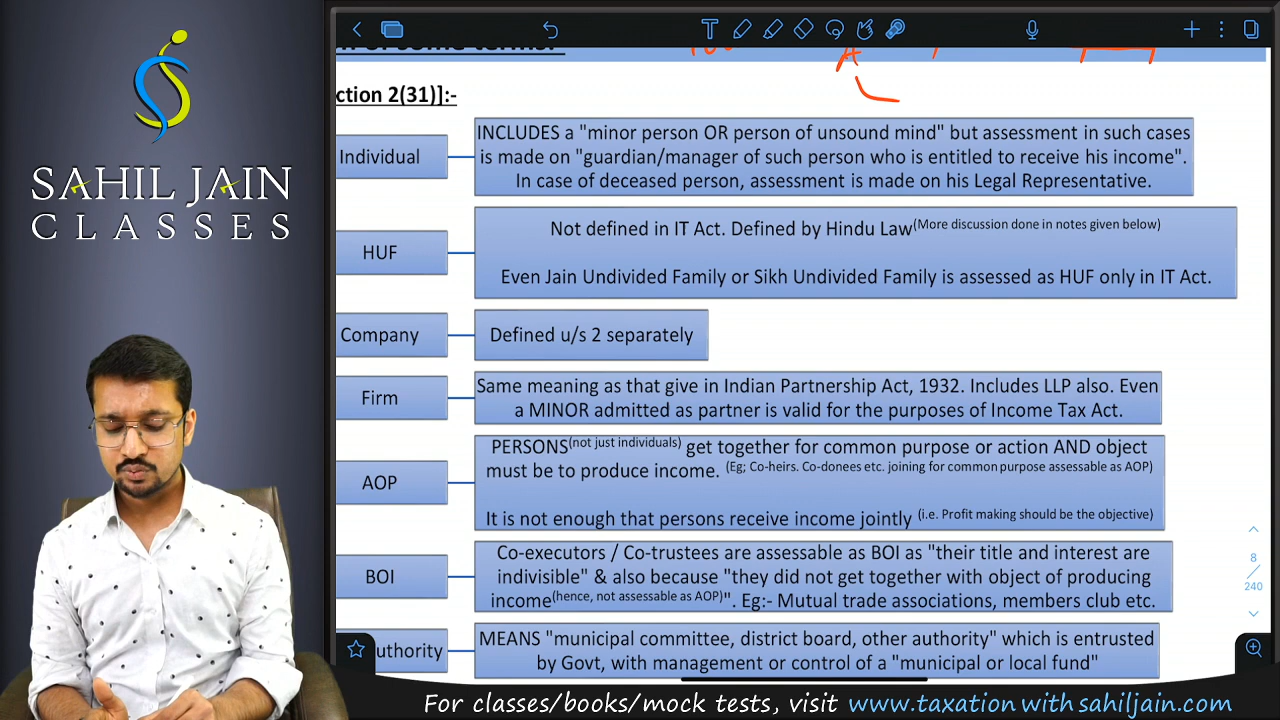 SAHIL JAIN
CLASSES
T
ction 2(31)]:-
Individual
INCLUDES a "minor person OR person of unsound mind" but assessment in such cases
is made on "guardian/manager of such person who is entitled to receive his income".
In case of deceased person, assessment is made on his Legal Representative.
HUF
Not defined in IT Act. Defined by Hindu Law(More discussion done in notes given below)
Even Jain Undivided Family or Sikh Undivided Family is assessed as HUF only in IT Act.
Company
Defined u/s 2 separately
Firm
Same meaning as that give in Indian Partnership Act, 1932. Includes LLP also. Even
a MINOR admitted as partner is valid for the purposes of Income Tax Act.
AOP
PERSONS(not just individuals) get together for common purpose or action AND object
must be to produce income. (Eg; Co-heirs. Co-donees etc. joining for common purpose assessable as AOP)
It is not enough that persons receive income jointly (i.e. Profit making should be the objective)
BOI
Co-executors / Co-trustees are assessable as BOI as "their title and interest are
indivisible" & also because "they did not get together with object of producing
income(hence, not assessable as AOP)". Eg:- Mutual trade associations, members club etc.
uthority
MEANS "municipal committee, district board, other authority" which is entrusted
by Govt, with management or control of a "municipal or local fund"
8
/
240
For classes/books/mock tests, visit www.taxationwithsahiljain.com